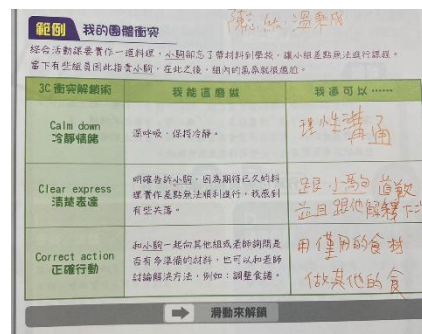 範例 我的團體衝突
綜合活動課要實作一道料理,小駒卻忘了帶材料到學校,讓小組差點無法進行課程。
當下有些組員因此指責小駒,在此之後,組內的氣氛就很尷尬。
3C 衝突解鎖術 我能這麼做 我還可以……
Calm down
冷靜情緒
深呼吸,保持冷靜。
理性溝通
Clear express
清楚表達
明確告訴小駒,因為期待已久的料
理實作差點無法順利進行,我感到
有些失落。
跟小 道歉
並且跟他解釋下次
Correct action
正確行動
和小駒一起向其他組或老師詢問是
否有多準備的材料,也可以和老師
討論解決方法,例如:調整食譜。
用僅用的食材
做其他的食
滑動來解鎖